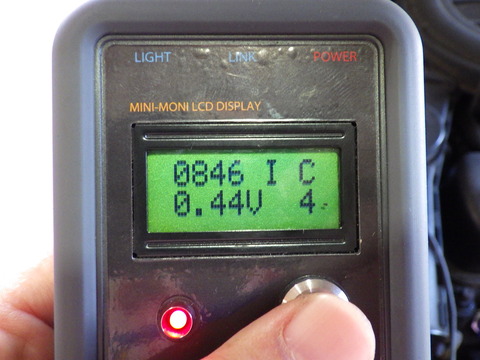 LIGHT LINK POWER
MINI-MONI LCD DISPLAY
0846 I C
0.44V 4-